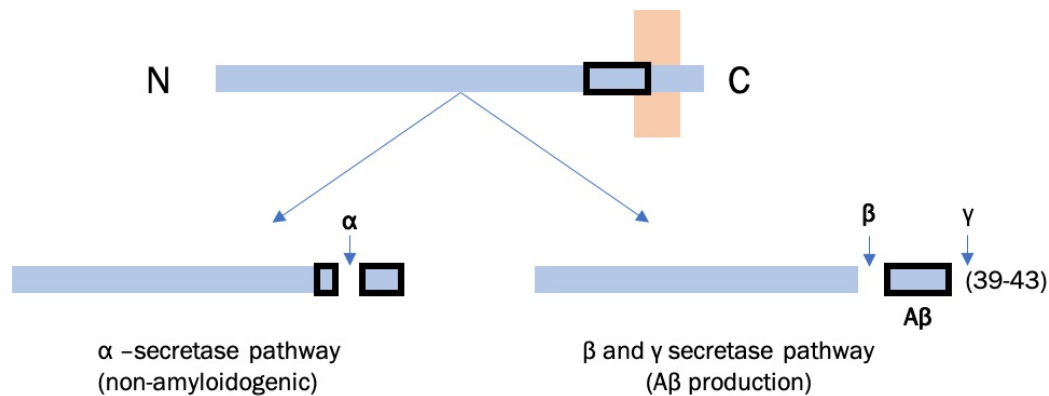 N
C
α
β
γ
(39-43)
Aβ
α –secretase pathway
(non-amyloidogenic)
β and γ secretase pathway
(Aβ production)